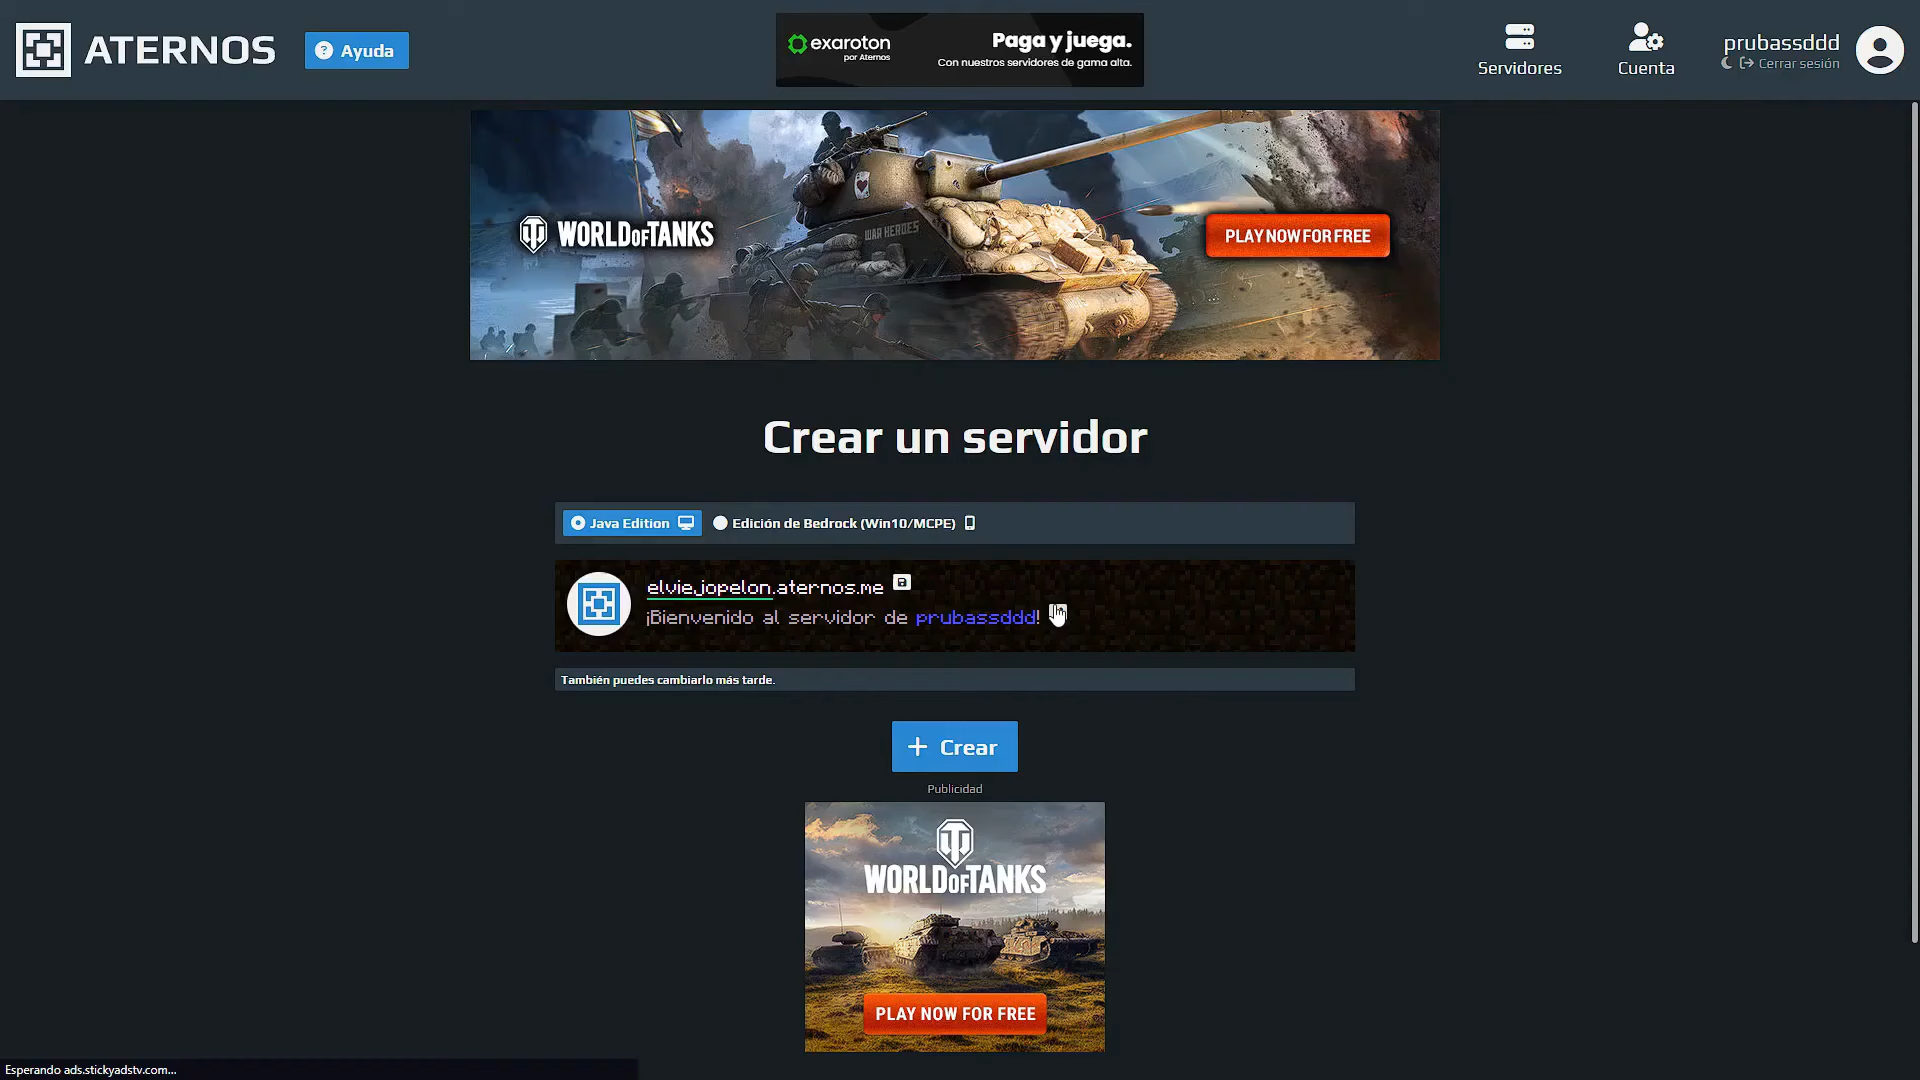 ATERNOS
Ayuda
exaroton
por Aternos
Paga y juega.
Con nuestros servidores de gama alta.
Servidores
Cuenta
prubassddd
Cerrar sesión
WORLD OF TANKS
WAR HEROES
PLAY NOW FOR FREE
Crear un servidor
Java Edition
Edición de Bedrock (Win10/MCPE)
elviejopelon.aternos.me
¡Bienvenido al servidor de prubassddd!
También puedes cambiarlo más tarde.
+ Crear
Publicidad
WORLD OF TANKS
PLAY NOW FOR FREE
Esperando ads.stickyadstv.com...